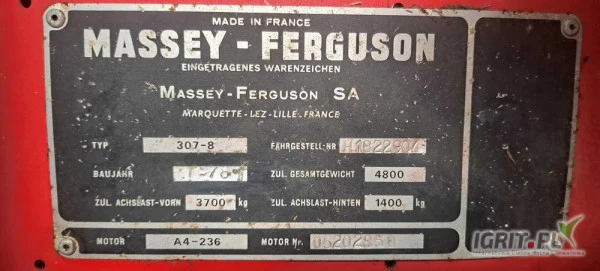 MADE IN FRANCE
MASSEY-FERGUSON
EINGETRAGENES WARENZEICHEN
MASSEY-FERGUSON SA
MARQUETTE-LEZ-LILLE-FRANCE
TYP 307-8 FAHRGESTELL-NR
BAUJAHR 1978 ZUL. GESAMTGEWICHT 4800
ZUL. ACHSLAST-VORN 3700 kg ZUL. ACHSLAST-HINTEN 1400 kg
MOTOR A4-236 MOTOR Nr.
IGRIT.PL